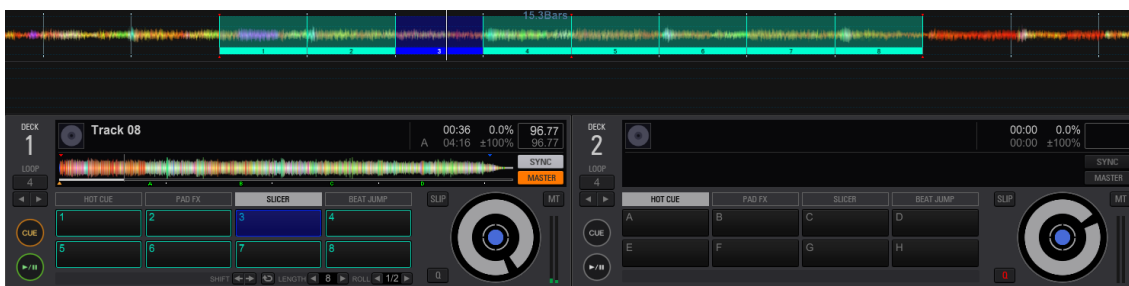 15.3Bars
1 2 3 4 5 6 7 8
DECK
1
Track 08
00:36 0.0% 96.77
A 04:16 ±100% 96.77
LOOP
4
SYNC
MASTER
A B C D
HOT CUE PAD FX SLICER BEAT JUMP
SLIP
MT
CUE
1 2 3 4
5 6 7 8
SHIFT LENGTH 8 ROLL 1/2
Q
DECK
2
00:00 0.0%
00:00 ±100%
LOOP
4
SYNC
MASTER
HOT CUE PAD FX SLICER BEAT JUMP
SLIP
MT
CUE
A B C D
E F G H
Q